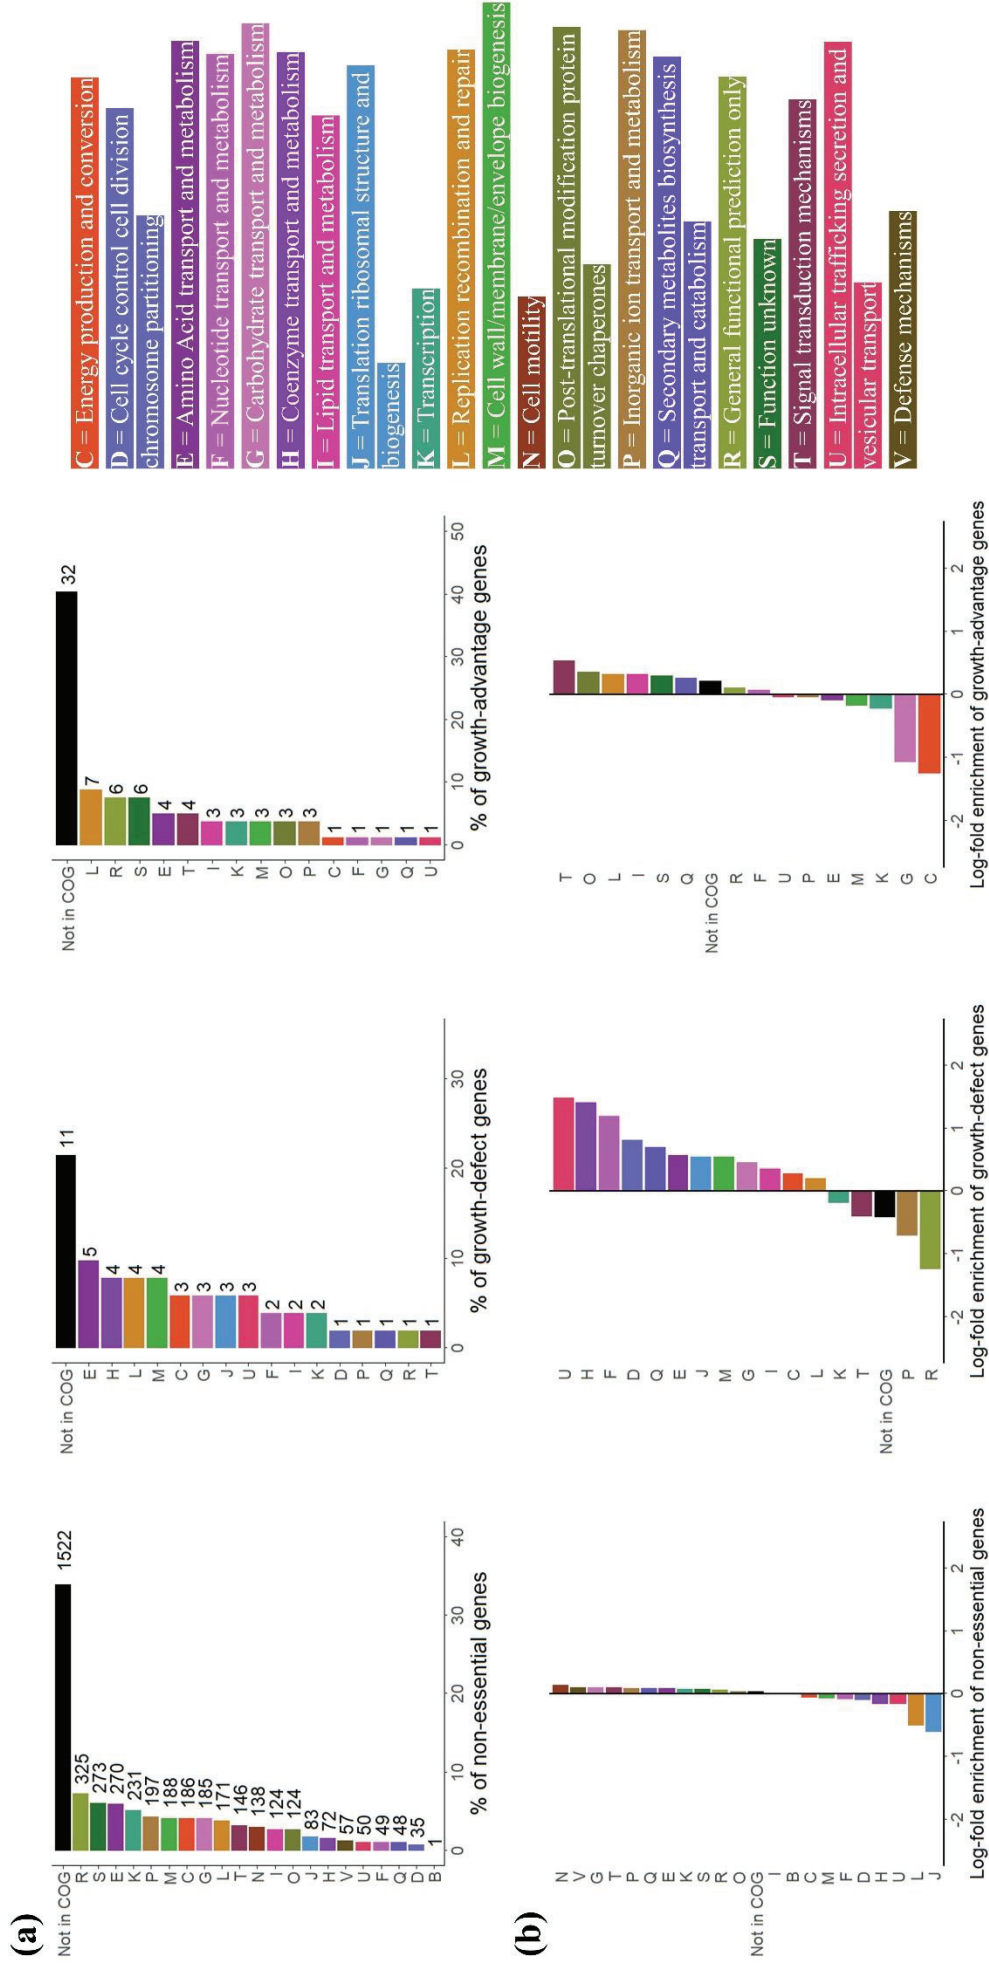 (a)
Not in COG
R
S
E
K
P
M
C
G
L
T
N
I
O
J
H
V
U
F
Q
D
B
1522
325
273
270
231
197
188
186
185
171
146
138
124
124
83
72
57
50
49
48
35
1
0
10
20
30
40
% of non-essential genes
Not in COG
E
H
L
M
C
G
J
U
F
I
K
D
P
Q
R
T
11
5
4
4
4
3
3
3
3
2
2
2
1
1
1
1
1
0
10
20
30
% of growth-defect genes
Not in COG
L
R
S
E
T
I
K
M
O
P
C
F
G
Q
U
32
7
6
6
4
4
3
3
3
3
3
1
1
1
1
1
0
10
20
30
40
50
% of growth-advantage genes
(b)
N
V
G
T
P
Q
E
K
S
R
O
Not in COG
I
B
C
M
F
D
H
U
L
J
-2
-1
0
1
2
Log-fold enrichment of non-essential genes
U
H
F
D
Q
E
J
M
G
I
C
L
K
T
Not in COG
P
R
-2
-1
0
1
2
Log-fold enrichment of growth-defect genes
T
O
L
I
S
Q
Not in COG
R
F
U
P
E
M
K
G
C
-2
-1
0
1
2
Log-fold enrichment of growth-advantage genes
C = Energy production and conversion
D = Cell cycle control cell division
chromosome partitioning
E = Amino Acid transport and metabolism
F = Nucleotide transport and metabolism
G = Carbohydrate transport and metabolism
H = Coenzyme transport and metabolism
I = Lipid transport and metabolism
J = Translation ribosomal structure and
biogenesis
K = Transcription
L = Replication recombination and repair
M = Cell wall/membrane/envelope biogenesis
N = Cell motility
O = Post-translational modification protein
turnover chaperones
P = Inorganic ion transport and metabolism
Q = Secondary metabolites biosynthesis
transport and catabolism
R = General functional prediction only
S = Function unknown
T = Signal transduction mechanisms
U = Intracellular trafficking secretion and
vesicular transport
V = Defense mechanisms